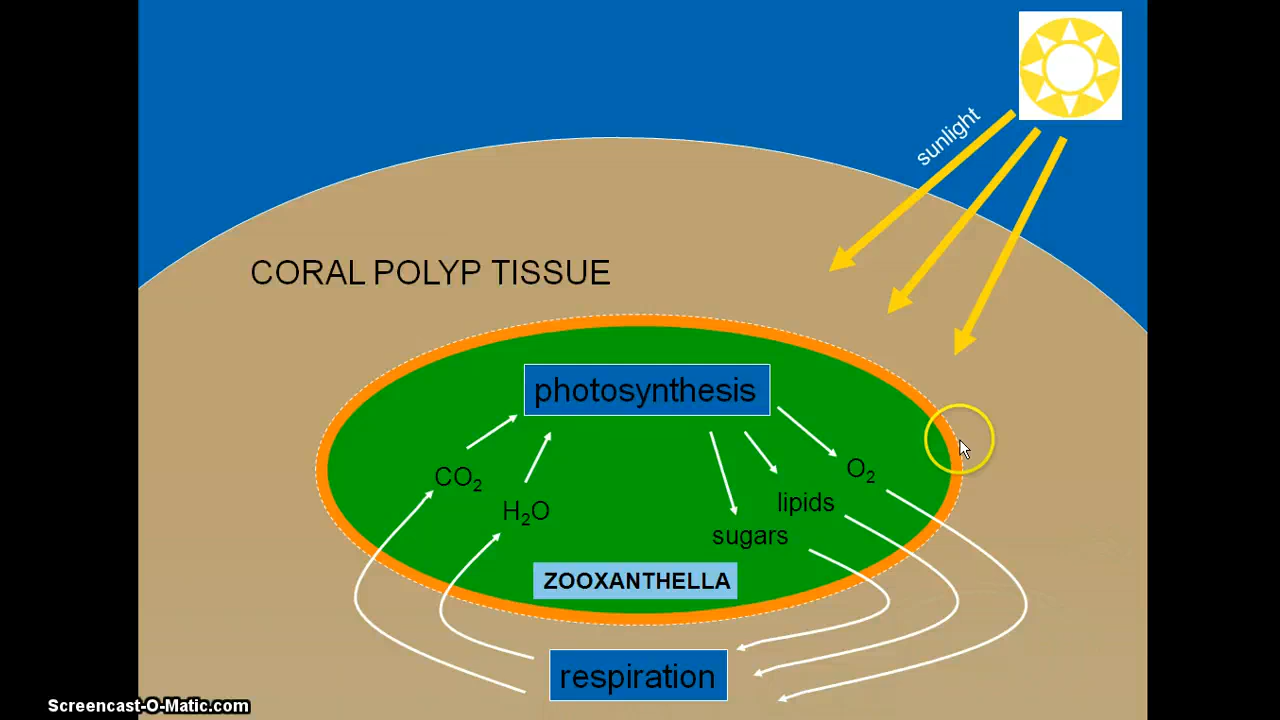 sunlight
CORAL POLYP TISSUE
photosynthesis
CO₂
O₂
H₂O
lipids
sugars
ZOOXANTHELLA
respiration
Screencast-O-Matic.com